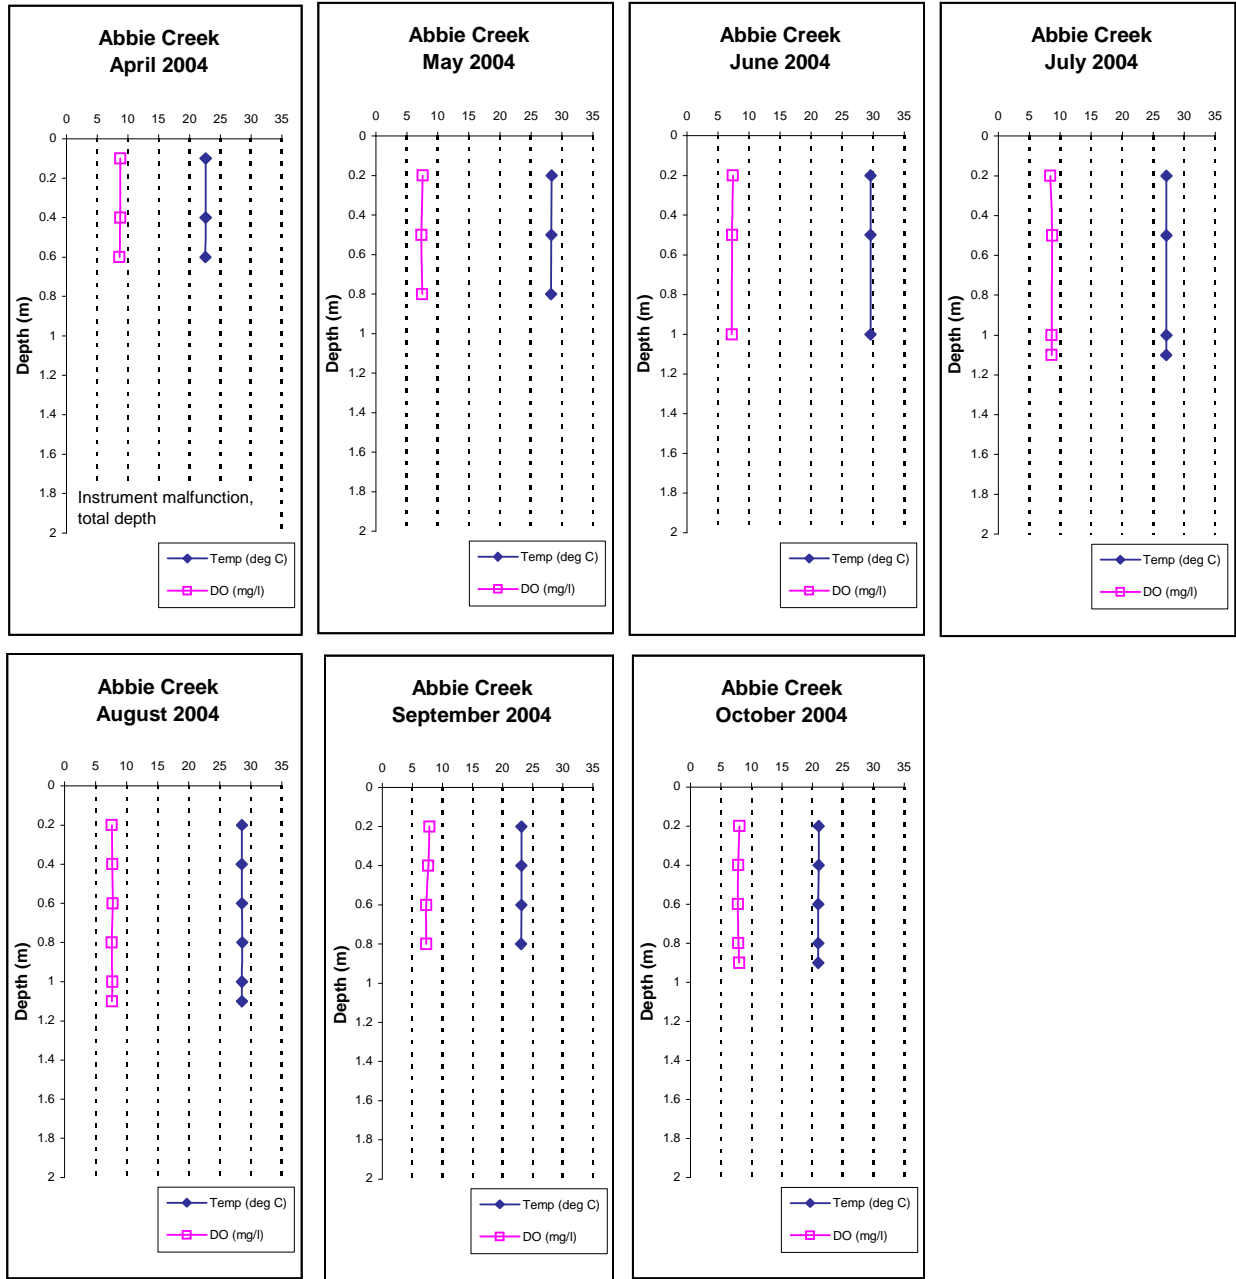 Abbie Creek
April 2004
0 5 10 15 20 25 30 35
0
0.2
0.4
0.6
0.8
1
1.2
1.4
1.6
1.8
2
Depth (m)
Instrument malfunction,
total depth
Temp (deg C)
DO (mg/l)
Abbie Creek
May 2004
0 5 10 15 20 25 30 35
0
0.2
0.4
0.6
0.8
1
1.2
1.4
1.6
1.8
2
Depth (m)
Temp (deg C)
DO (mg/l)
Abbie Creek
June 2004
0 5 10 15 20 25 30 35
0
0.2
0.4
0.6
0.8
1
1.2
1.4
1.6
1.8
2
Depth (m)
Temp (deg C)
DO (mg/l)
Abbie Creek
July 2004
0 5 10 15 20 25 30 35
0
0.2
0.4
0.6
0.8
1
1.2
1.4
1.6
1.8
2
Depth (m)
Temp (deg C)
DO (mg/l)
Abbie Creek
August 2004
0 5 10 15 20 25 30 35
0
0.2
0.4
0.6
0.8
1
1.2
1.4
1.6
1.8
2
Depth (m)
Temp (deg C)
DO (mg/l)
Abbie Creek
September 2004
0 5 10 15 20 25 30 35
0
0.2
0.4
0.6
0.8
1
1.2
1.4
1.6
1.8
2
Depth (m)
Temp (deg C)
DO (mg/l)
Abbie Creek
October 2004
0 5 10 15 20 25 30 35
0
0.2
0.4
0.6
0.8
1
1.2
1.4
1.6
1.8
2
Depth (m)
Temp (deg C)
DO (mg/l)